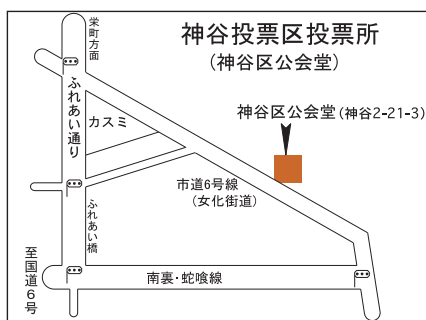 神谷投票区投票所
(神谷区公会堂)
栄町方面
神谷区公会堂(神谷2-21-3)
ふれあい通り
カスミ
市道6号線
(女化街道)
ふれあい橋
至国道6号
南裏・蛇喰線